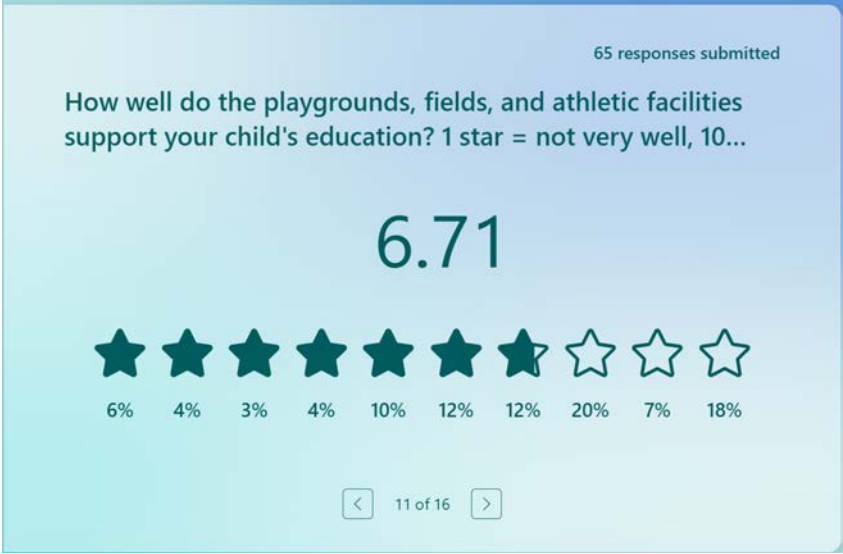 65 responses submitted
How well do the playgrounds, fields, and athletic facilities
support your child's education? 1 star = not very well, 10...
6.71
6% 4% 3% 4% 10% 12% 12% 20% 7% 18%
11 of 16